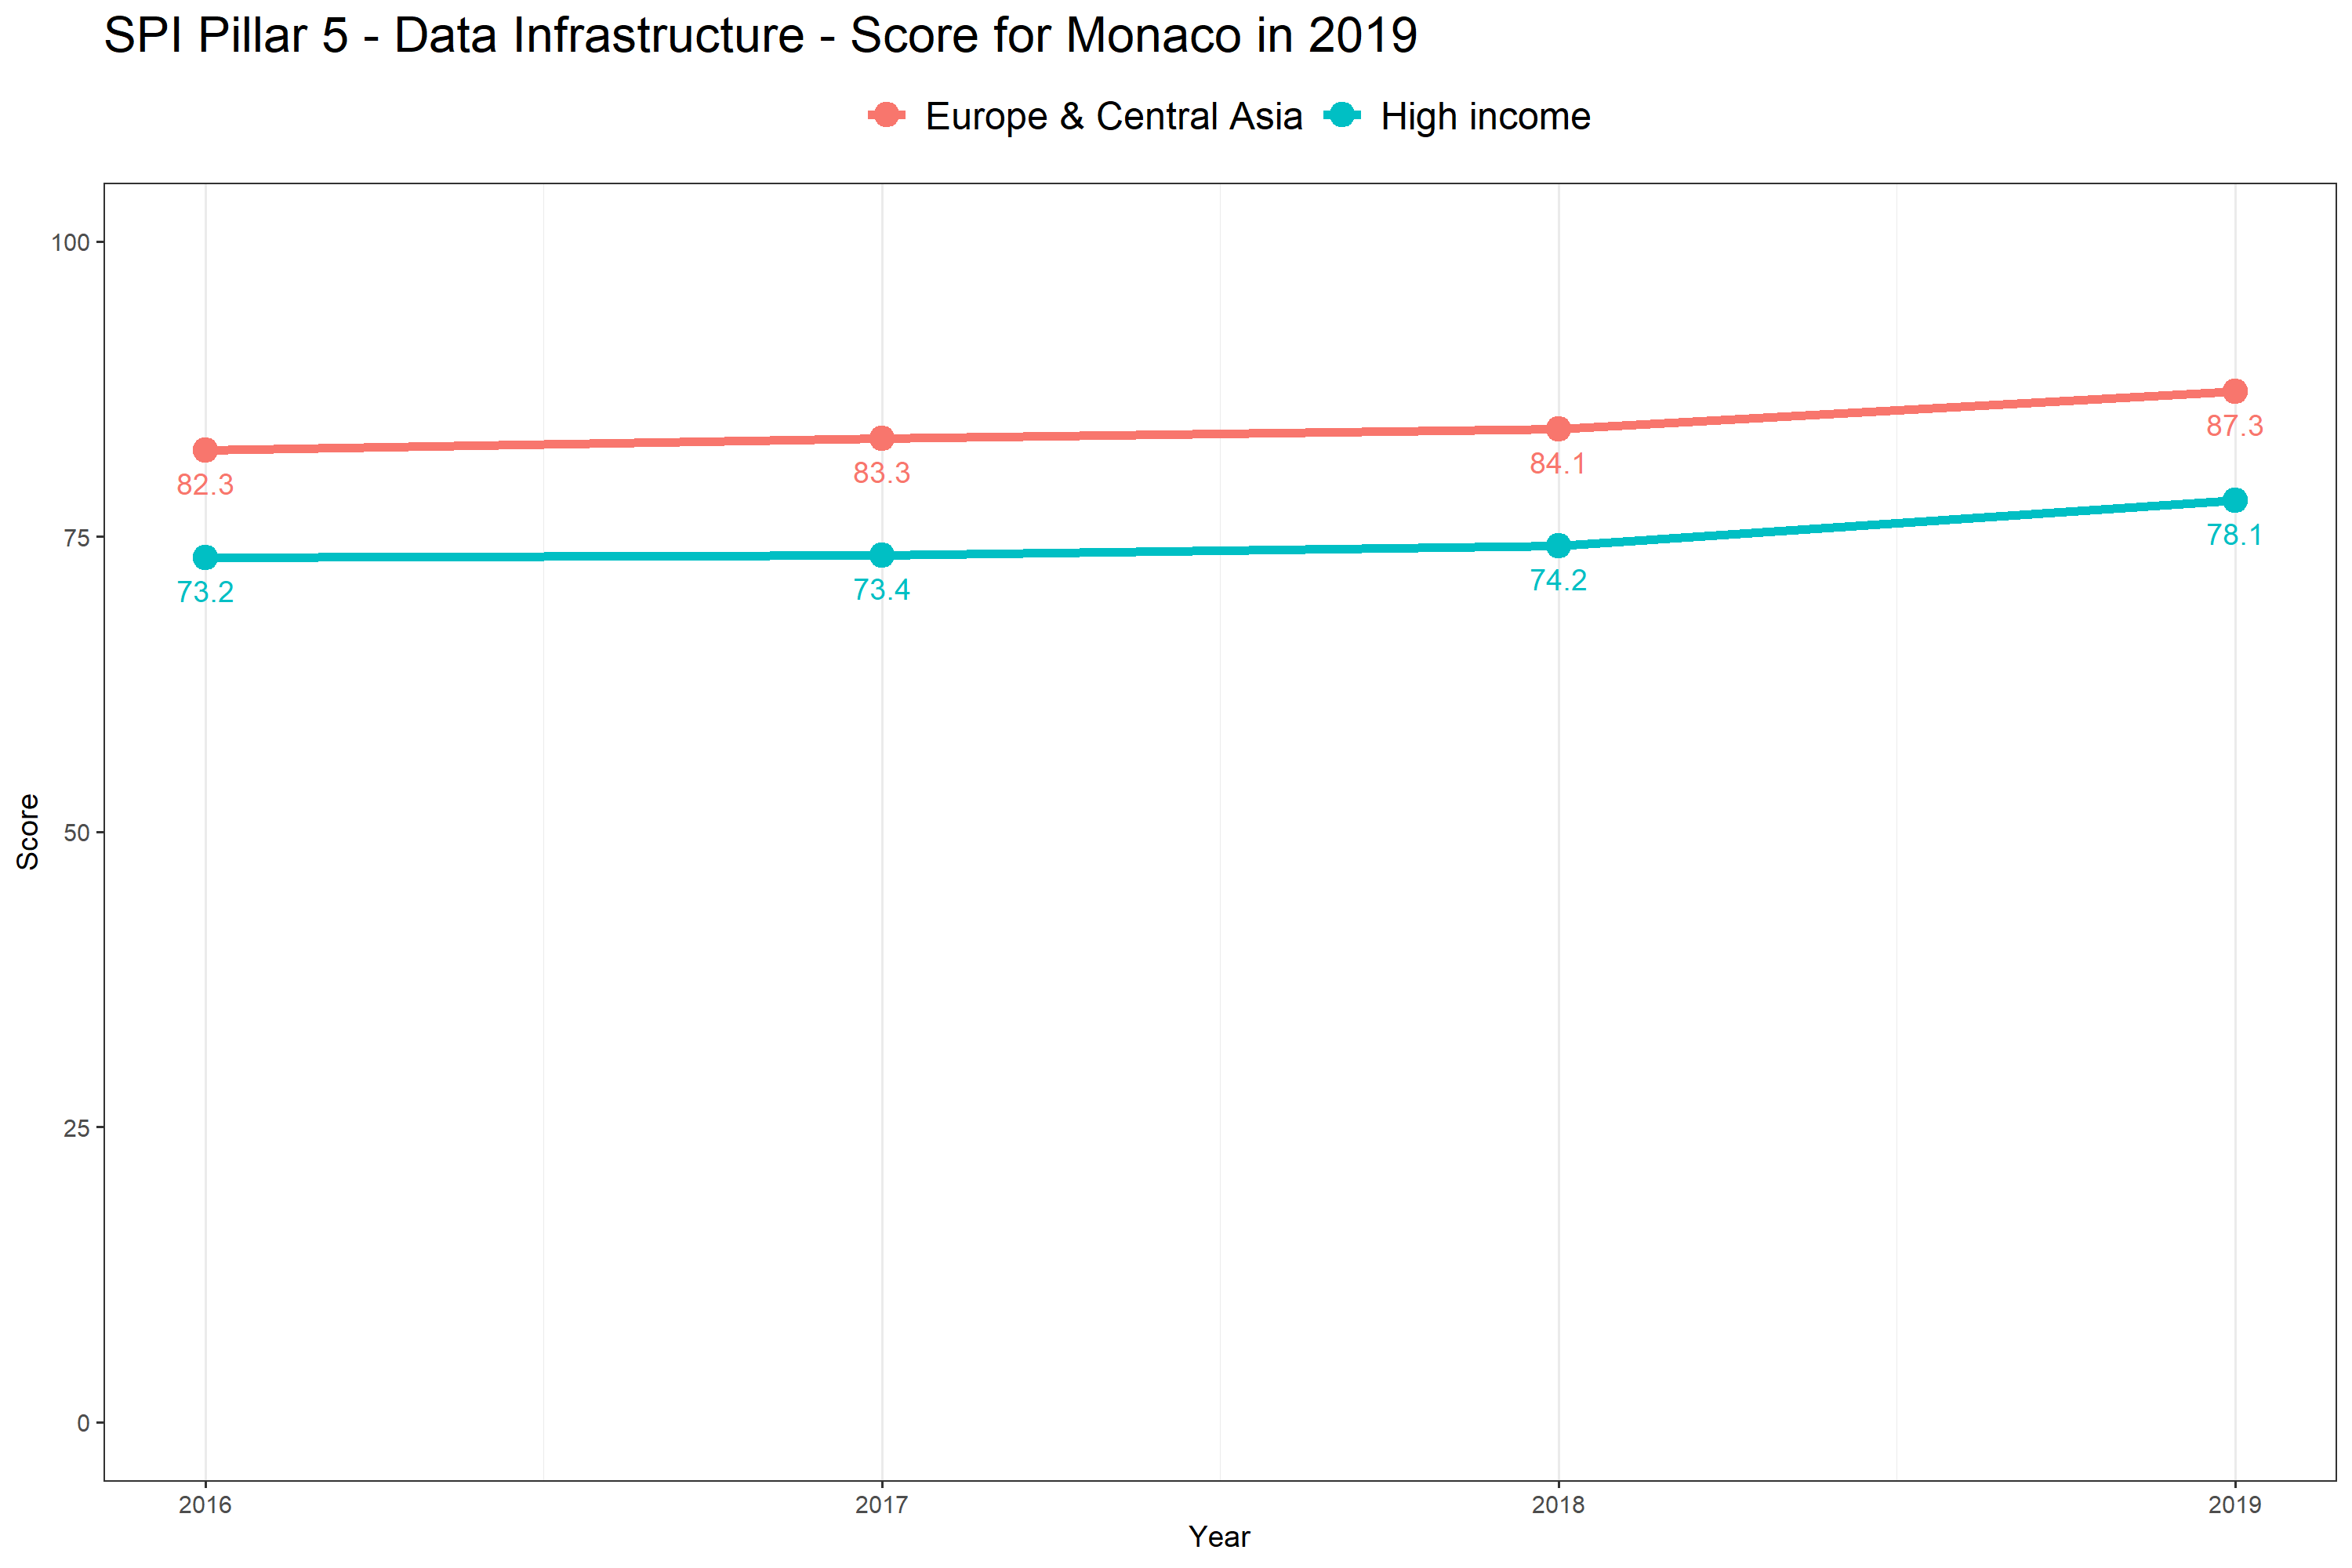 SPI Pillar 5 - Data Infrastructure - Score for Monaco in 2019
Europe & Central Asia High income
100
75
50
25
0
Score
82.3
83.3
84.1
87.3
73.2
73.4
74.2
78.1
2016 2017 2018 2019
Year